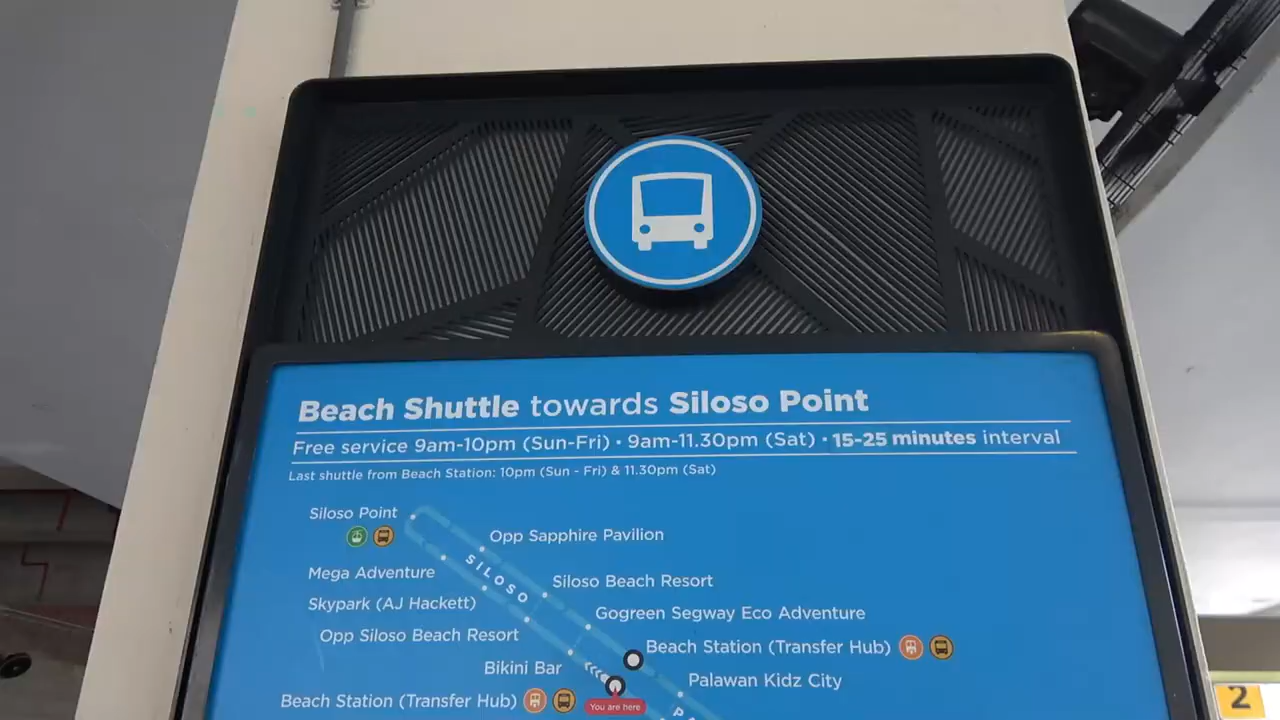 Beach Shuttle towards Siloso Point
Free service 9am-10pm (Sun-Fri) • 9am-11.30pm (Sat) • 15-25 minutes interval
Last shuttle from Beach Station: 10pm (Sun - Fri) & 11.30pm (Sat)
Siloso Point
Opp Sapphire Pavilion
SILOSO
Mega Adventure
Siloso Beach Resort
Skypark (AJ Hackett)
Gogreen Segway Eco Adventure
Opp Siloso Beach Resort
Beach Station (Transfer Hub)
Bikini Bar
Palawan Kidz City
Beach Station (Transfer Hub)
You are here
2